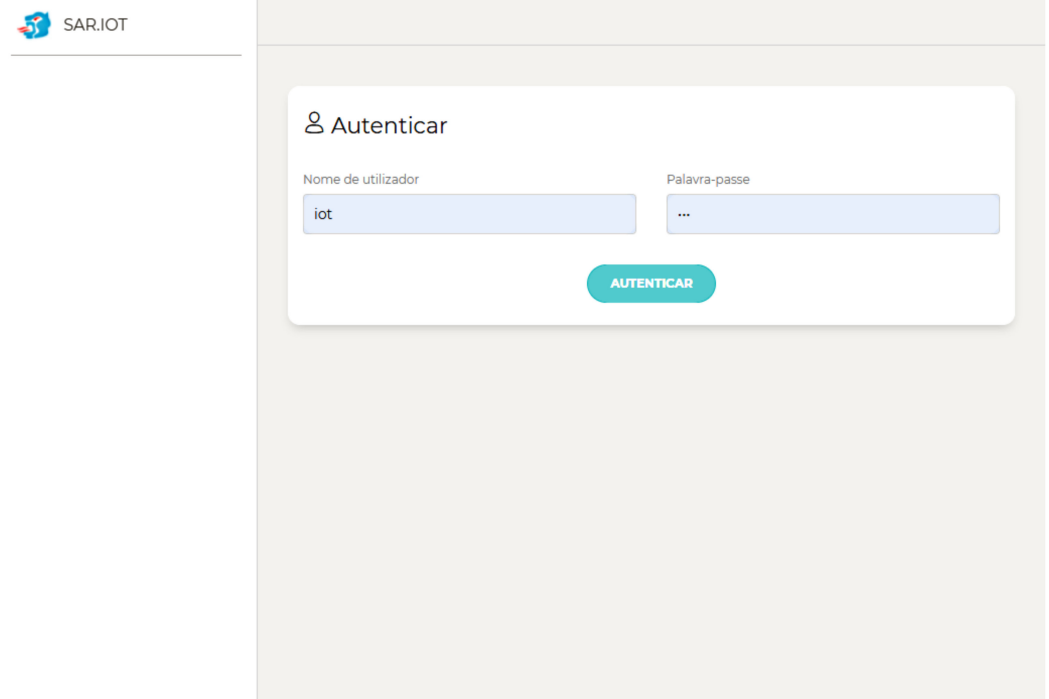 SAR.IOT
Autenticar
Nome de utilizador
Palavra-passe
iot
•••
AUTENTICAR